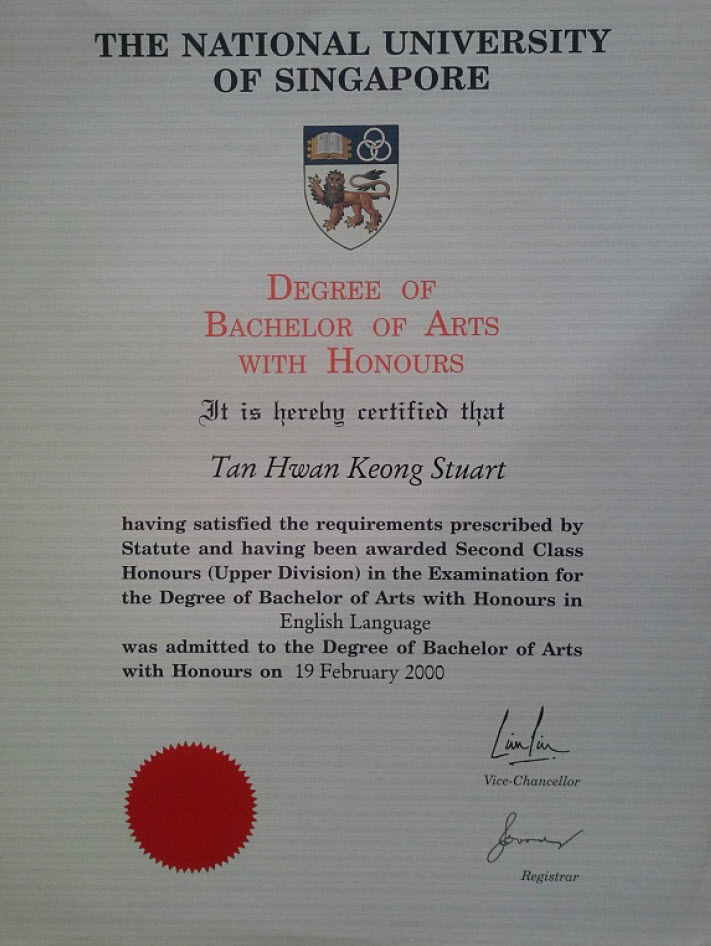 THE NATIONAL UNIVERSITY
OF SINGAPORE
DEGREE OF
BACHELOR OF ARTS
WITH HONOURS
It is hereby certified that
Tan Hwan Keong Stuart
having satisfied the requirements prescribed by
Statute and having been awarded Second Class
Honours (Upper Division) in the Examination for
the Degree of Bachelor of Arts with Honours in
English Language
was admitted to the Degree of Bachelor of Arts
with Honours on 19 February 2000
Vice-Chancellor
Registrar